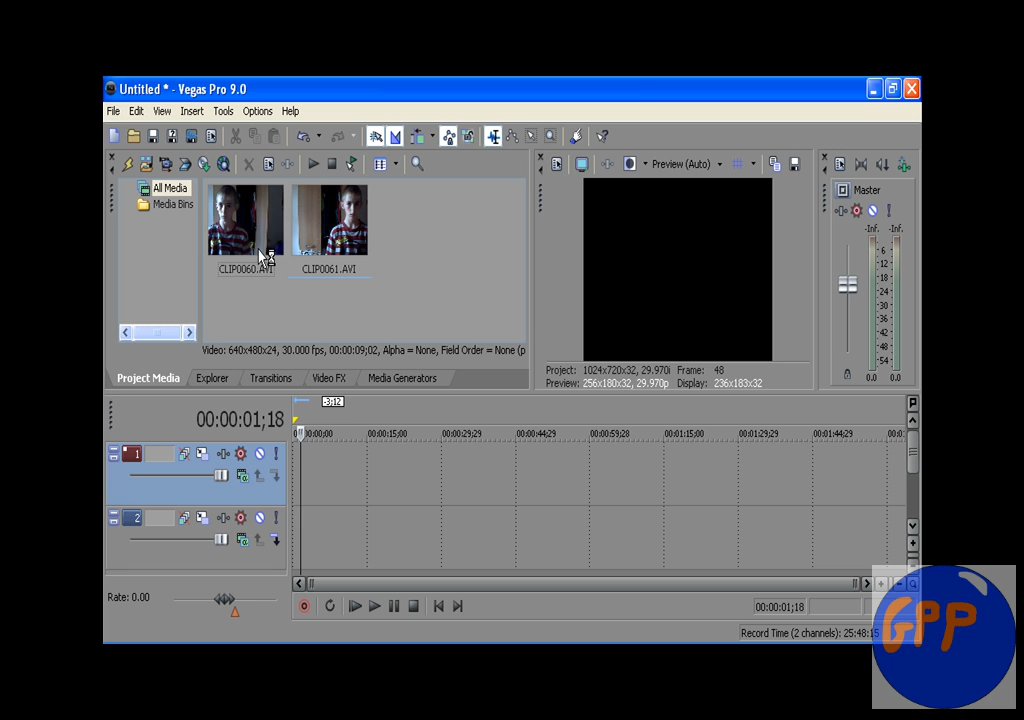 Untitled * - Vegas Pro 9.0
File Edit View Insert Tools Options Help
Preview (Auto)
All Media
Media Bins
Master
-Inf. -Inf.
6
12
18
24
30
36
42
48
54
0.0 0.0
CLIP0060.AVI CLIP0061.AVI
Video: 640x480x24, 30.000 fps, 00:00:09;02, Alpha = None, Field Order = None (p
Project: 1024x720x32, 29.970i Frame: 48
Preview: 256x180x32, 29.970p Display: 236x183x32
Project Media Explorer Transitions Video FX Media Generators
-3;12
00:00:01;18
00:00:15;00 00:00:29;29 00:00:44;29 00:00:59;28 00:01:15;00 00:01:29;29 00:01:44;29
1
2
Rate: 0.00
00:00:01;18
Record Time (2 channels): 25:48:15
GPP